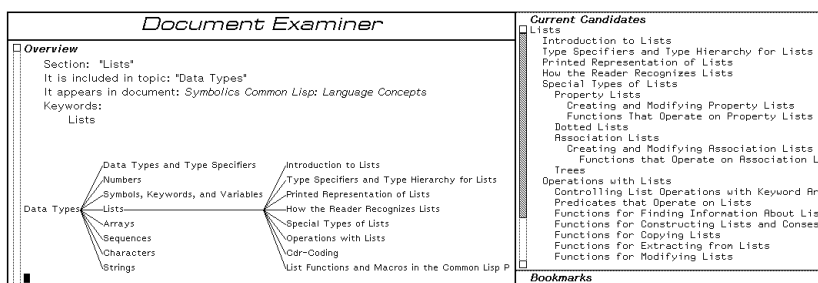 Document Examiner
Overview
Section: "Lists"
It is included in topic: "Data Types"
It appears in document: Symbolics Common Lisp: Language Concepts
Keywords:
Lists
Data Types
Data Types and Type Specifiers
Numbers
Symbols, Keywords, and Variables
Lists
Arrays
Sequences
Characters
Strings
Introduction to Lists
Type Specifiers and Type Hierarchy for Lists
Printed Representation of Lists
How the Reader Recognizes Lists
Special Types of Lists
Operations with Lists
Cdr-Coding
List Functions and Macros in the Common Lisp P
Current Candidates
Lists
Introduction to Lists
Type Specifiers and Type Hierarchy for Lists
Printed Representation of Lists
How the Reader Recognizes Lists
Special Types of Lists
Property Lists
Creating and Modifying Property Lists
Functions That Operate on Property Lists
Dotted Lists
Association Lists
Creating and Modifying Association Lists
Functions that Operate on Association L
Trees
Operations with Lists
Controlling List Operations with Keyword Ar
Predicates that Operate on Lists
Functions for Finding Information About Lis
Functions for Constructing Lists and Conses
Functions for Copying Lists
Functions for Extracting from Lists
Functions for Modifying Lists
Bookmarks